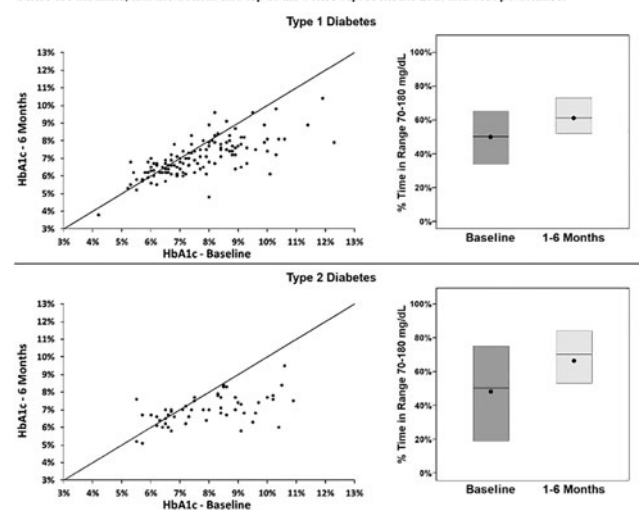 Type 1 Diabetes
HbA1c - 6 Months
13%
12%
11%
10%
9%
8%
7%
6%
5%
4%
3%
3% 4% 5% 6% 7% 8% 9% 10% 11% 12% 13%
HbA1c - Baseline
% Time in Range 70-180 mg/dL
100%
80%
60%
40%
20%
0%
Baseline 1-6 Months
Type 2 Diabetes
HbA1c - 6 Months
13%
12%
11%
10%
9%
8%
7%
6%
5%
4%
3%
3% 4% 5% 6% 7% 8% 9% 10% 11% 12% 13%
HbA1c - Baseline
% Time in Range 70-180 mg/dL
100%
80%
60%
40%
20%
0%
Baseline 1-6 Months